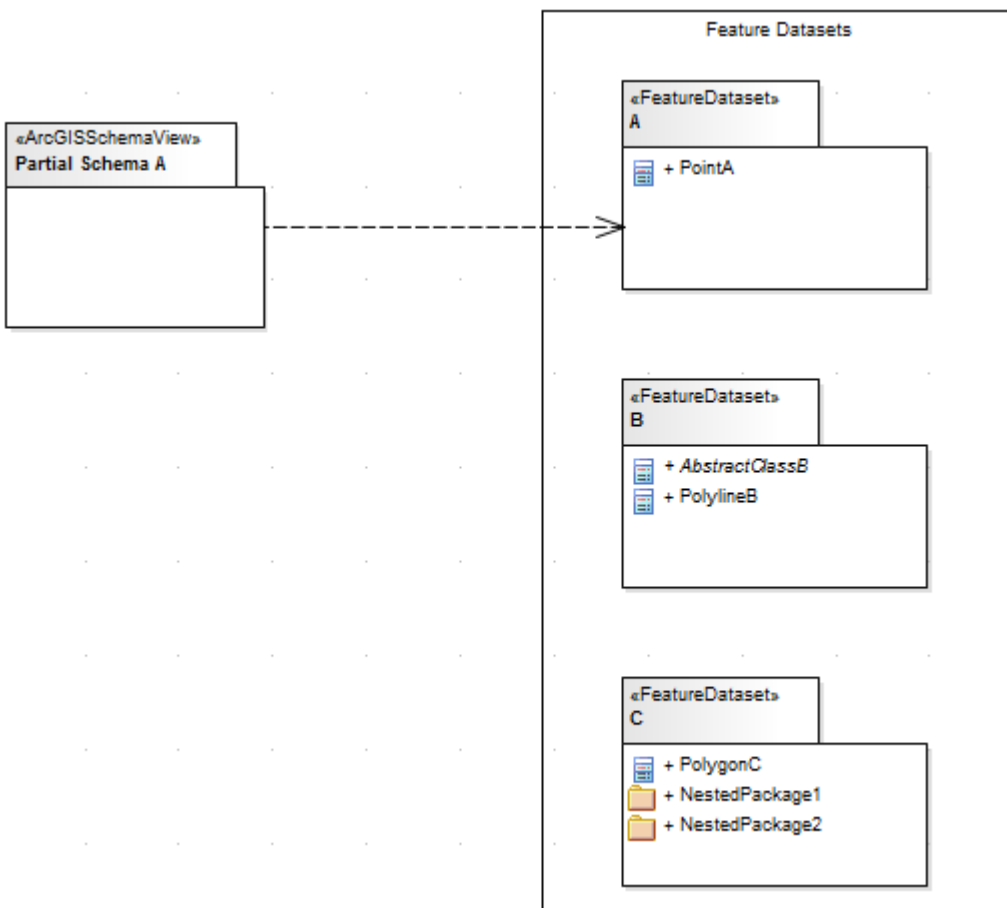 Feature Datasets
«ArcGISSchemaView»
Partial Schema A
«FeatureDataset»
A
+ PointA
«FeatureDataset»
B
+ AbstractClassB
+ PolylineB
«FeatureDataset»
C
+ PolygonC
+ NestedPackage1
+ NestedPackage2